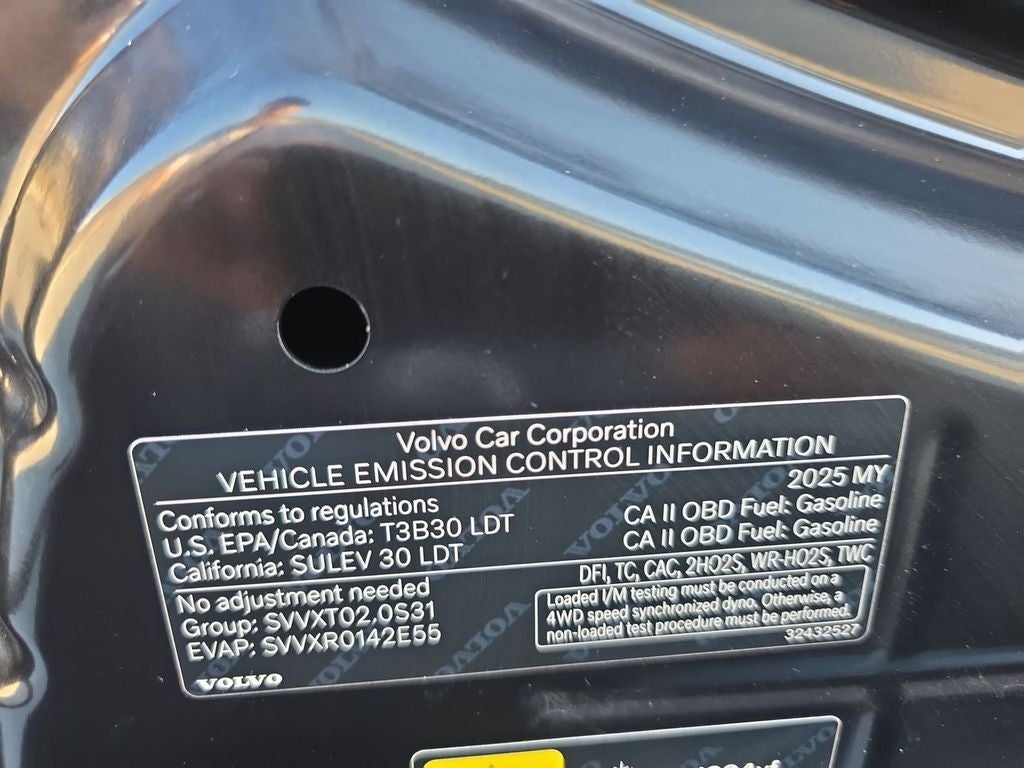 Volvo Car Corporation
VEHICLE EMISSION CONTROL INFORMATION
2025 MY
Conforms to regulations
U.S. EPA/Canada: T3B30 LDT
CA II OBD Fuel: Gasoline
California: SULEV 30 LDT
CA II OBD Fuel: Gasoline
No adjustment needed
Group: SVVXT02.0S31
EVAP: SVVXR0142E55
DFI, TC, CAC, 2HO2S, WR-HO2S, TWC
Loaded I/M testing must be conducted on a
4WD speed synchronized dyno. Otherwise, a
non-loaded test procedure must be performed.
32432527
VOLVO